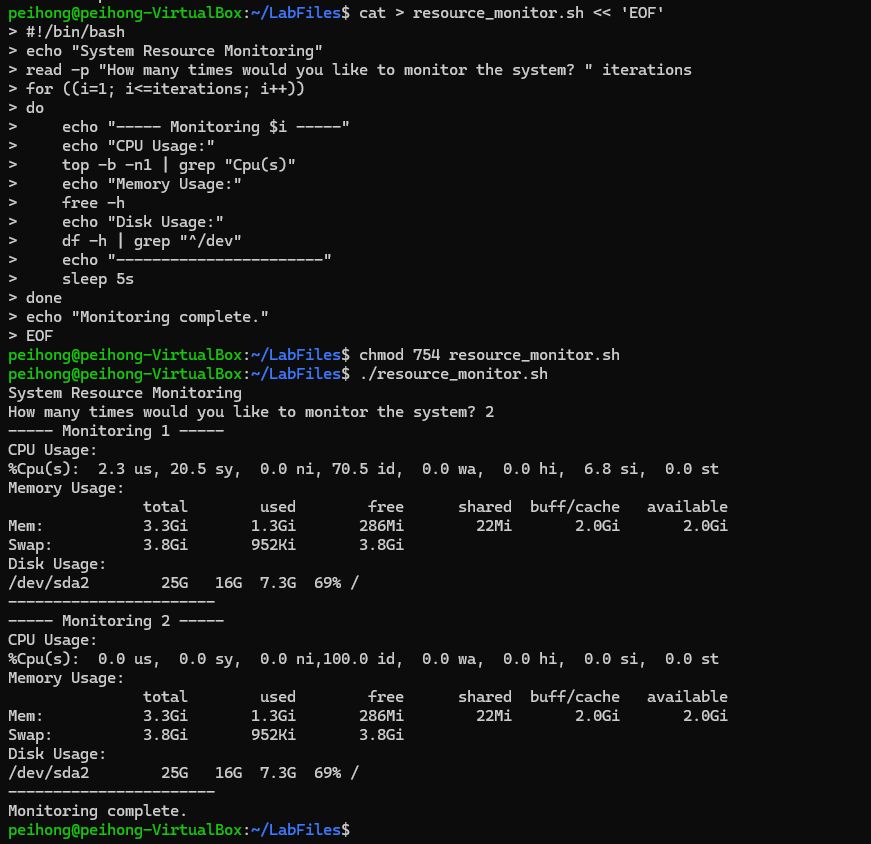 peihong@peihong-VirtualBox:~/LabFiles$ cat > resource_monitor.sh << 'EOF'
> #!/bin/bash
> echo "System Resource Monitoring"
> read -p "How many times would you like to monitor the system? " iterations
> for ((i=1; i<=iterations; i++))
> do
>     echo "----- Monitoring $i -----"
>     echo "CPU Usage:"
>     top -b -n1 | grep "Cpu(s)"
>     echo "Memory Usage:"
>     free -h
>     echo "Disk Usage:"
>     df -h | grep "^/dev"
>     echo "-----------------------"
>     sleep 5s
> done
> echo "Monitoring complete."
> EOF
peihong@peihong-VirtualBox:~/LabFiles$ chmod 754 resource_monitor.sh
peihong@peihong-VirtualBox:~/LabFiles$ ./resource_monitor.sh
System Resource Monitoring
How many times would you like to monitor the system? 2
----- Monitoring 1 -----
CPU Usage:
%Cpu(s):  2.3 us, 20.5 sy,  0.0 ni, 70.5 id,  0.0 wa,  0.0 hi,  6.8 si,  0.0 st
Memory Usage:
               total        used        free      shared  buff/cache   available
Mem:           3.3Gi       1.3Gi       286Mi        22Mi       2.0Gi       2.0Gi
Swap:          3.8Gi       952Ki       3.8Gi
Disk Usage:
/dev/sda2        25G   16G  7.3G  69% /
-----------------------
----- Monitoring 2 -----
CPU Usage:
%Cpu(s):  0.0 us,  0.0 sy,  0.0 ni,100.0 id,  0.0 wa,  0.0 hi,  0.0 si,  0.0 st
Memory Usage:
               total        used        free      shared  buff/cache   available
Mem:           3.3Gi       1.3Gi       286Mi        22Mi       2.0Gi       2.0Gi
Swap:          3.8Gi       952Ki       3.8Gi
Disk Usage:
/dev/sda2        25G   16G  7.3G  69% /
-----------------------
Monitoring complete.
peihong@peihong-VirtualBox:~/LabFiles$